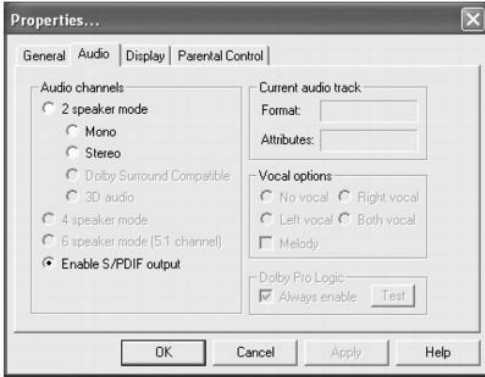 Properties...
General Audio Display Parental Control
Audio channels
2 speaker mode
Mono
Stereo
Dolby Surround Compatible
3D audio
4 speaker mode
6 speaker mode (5.1 channel)
Enable S/PDIF output
Current audio track
Format:
Attributes:
Vocal options
No vocal Right vocal
Left vocal Both vocal
Melody
Dolby Pro Logic
Always enable Test
OK Cancel Apply Help